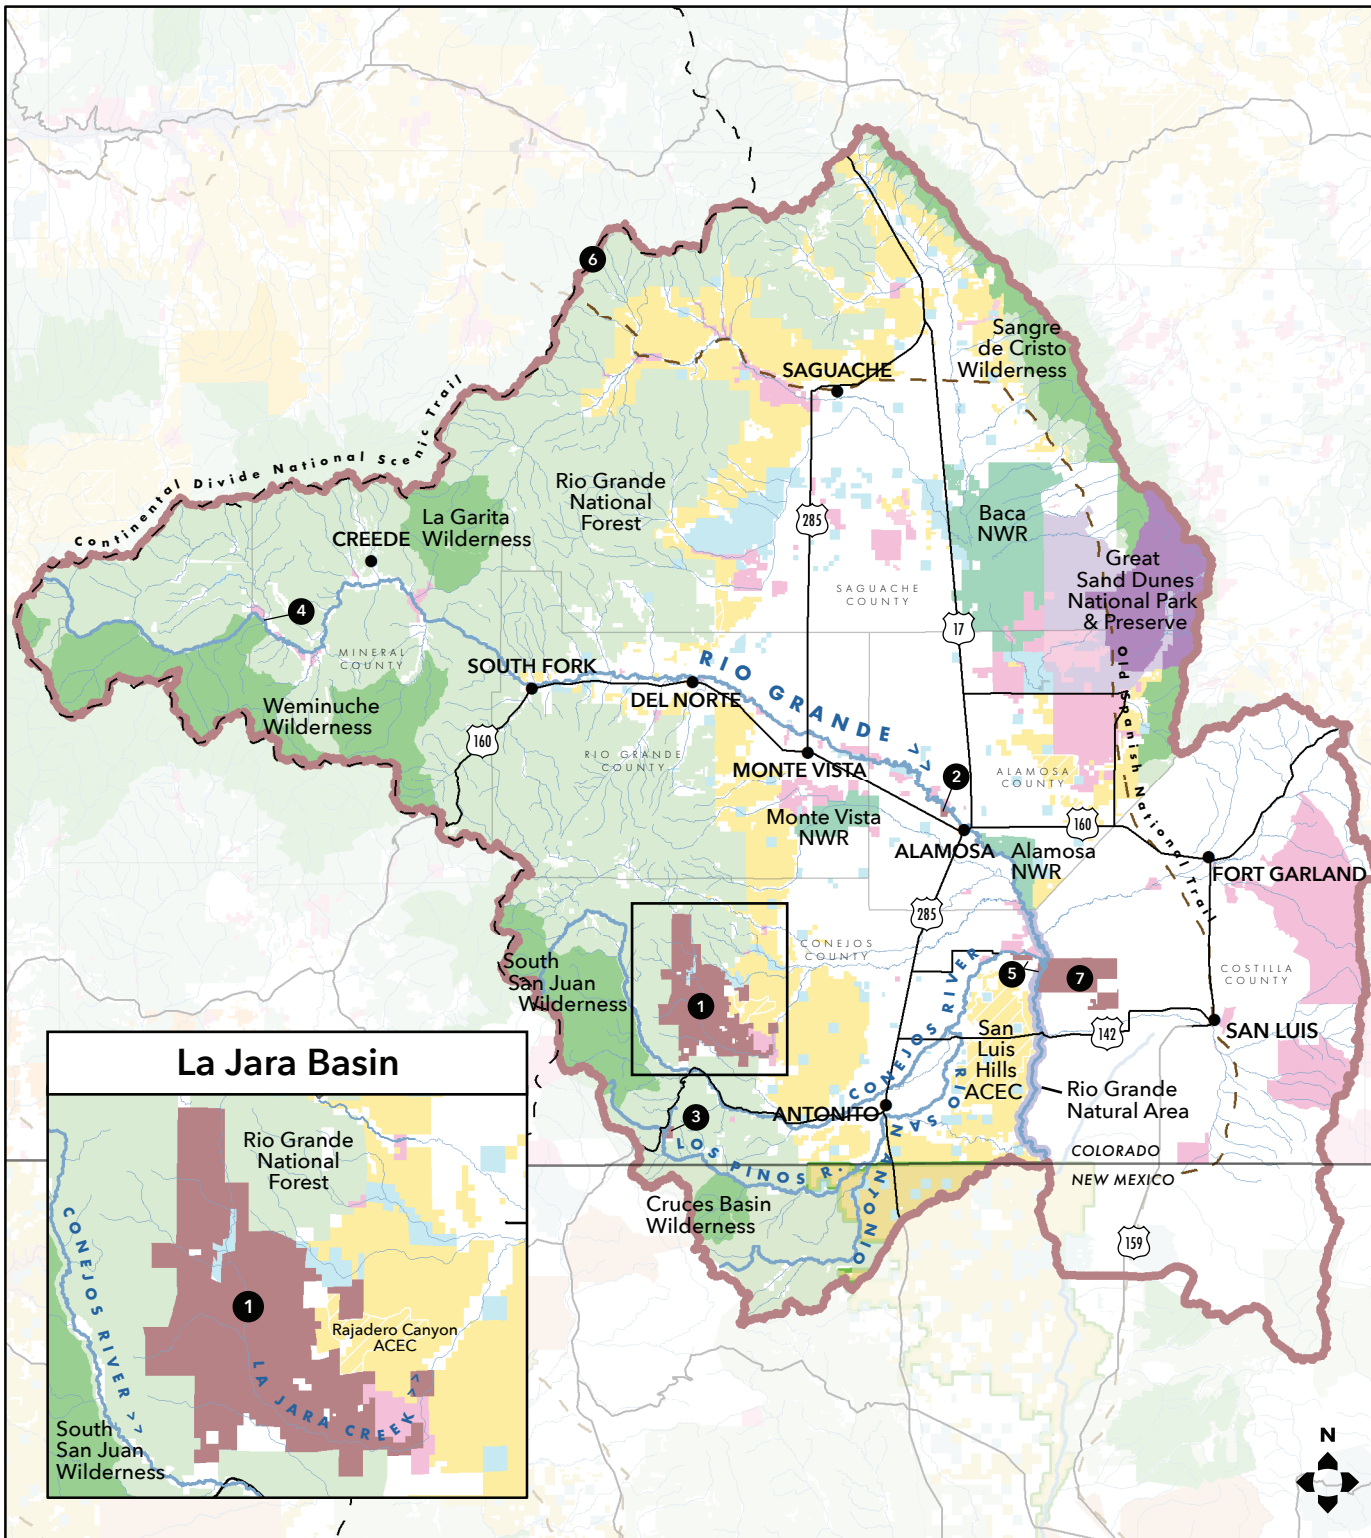 6
Sangre
de Cristo
Wilderness
SAGUACHE
Continental Divide National Scenic Trail
Rio Grande
National
Forest
La Garita
Wilderness
CREEDE
285
Baca
NWR
Great
Sahd Dunes
National Park
& Preserve
SAGUACHE
COUNTY
17
4
MINERAL
COUNTY
SOUTH FORK
RIO GRANDE >>
DEL NORTE
Old Spanish National Trail
Weminuche
Wilderness
160
RIO GRANDE
COUNTY
MONTE VISTA
2
ALAMOSA
COUNTY
Monte Vista
NWR
160
ALAMOSA
Alamosa
NWR
FORT GARLAND
285
CONEJOS
COUNTY
South
San Juan
Wilderness
1
CONEJOS RIVER
5
7
COSTILLA
COUNTY
San
Luis
Hills
ACEC
142
SAN LUIS
Rio Grande
Natural Area
ANTONITO
RIO SAN ANTONIO
3
LOS PINOS R.
COLORADO
NEW MEXICO
Cruces Basin
Wilderness
159
La Jara Basin
Rio Grande
National
Forest
CONEJOS RIVER >>
1
Rajadero Canyon
ACEC
LA JARA CREEK >>
South
San Juan
Wilderness
N